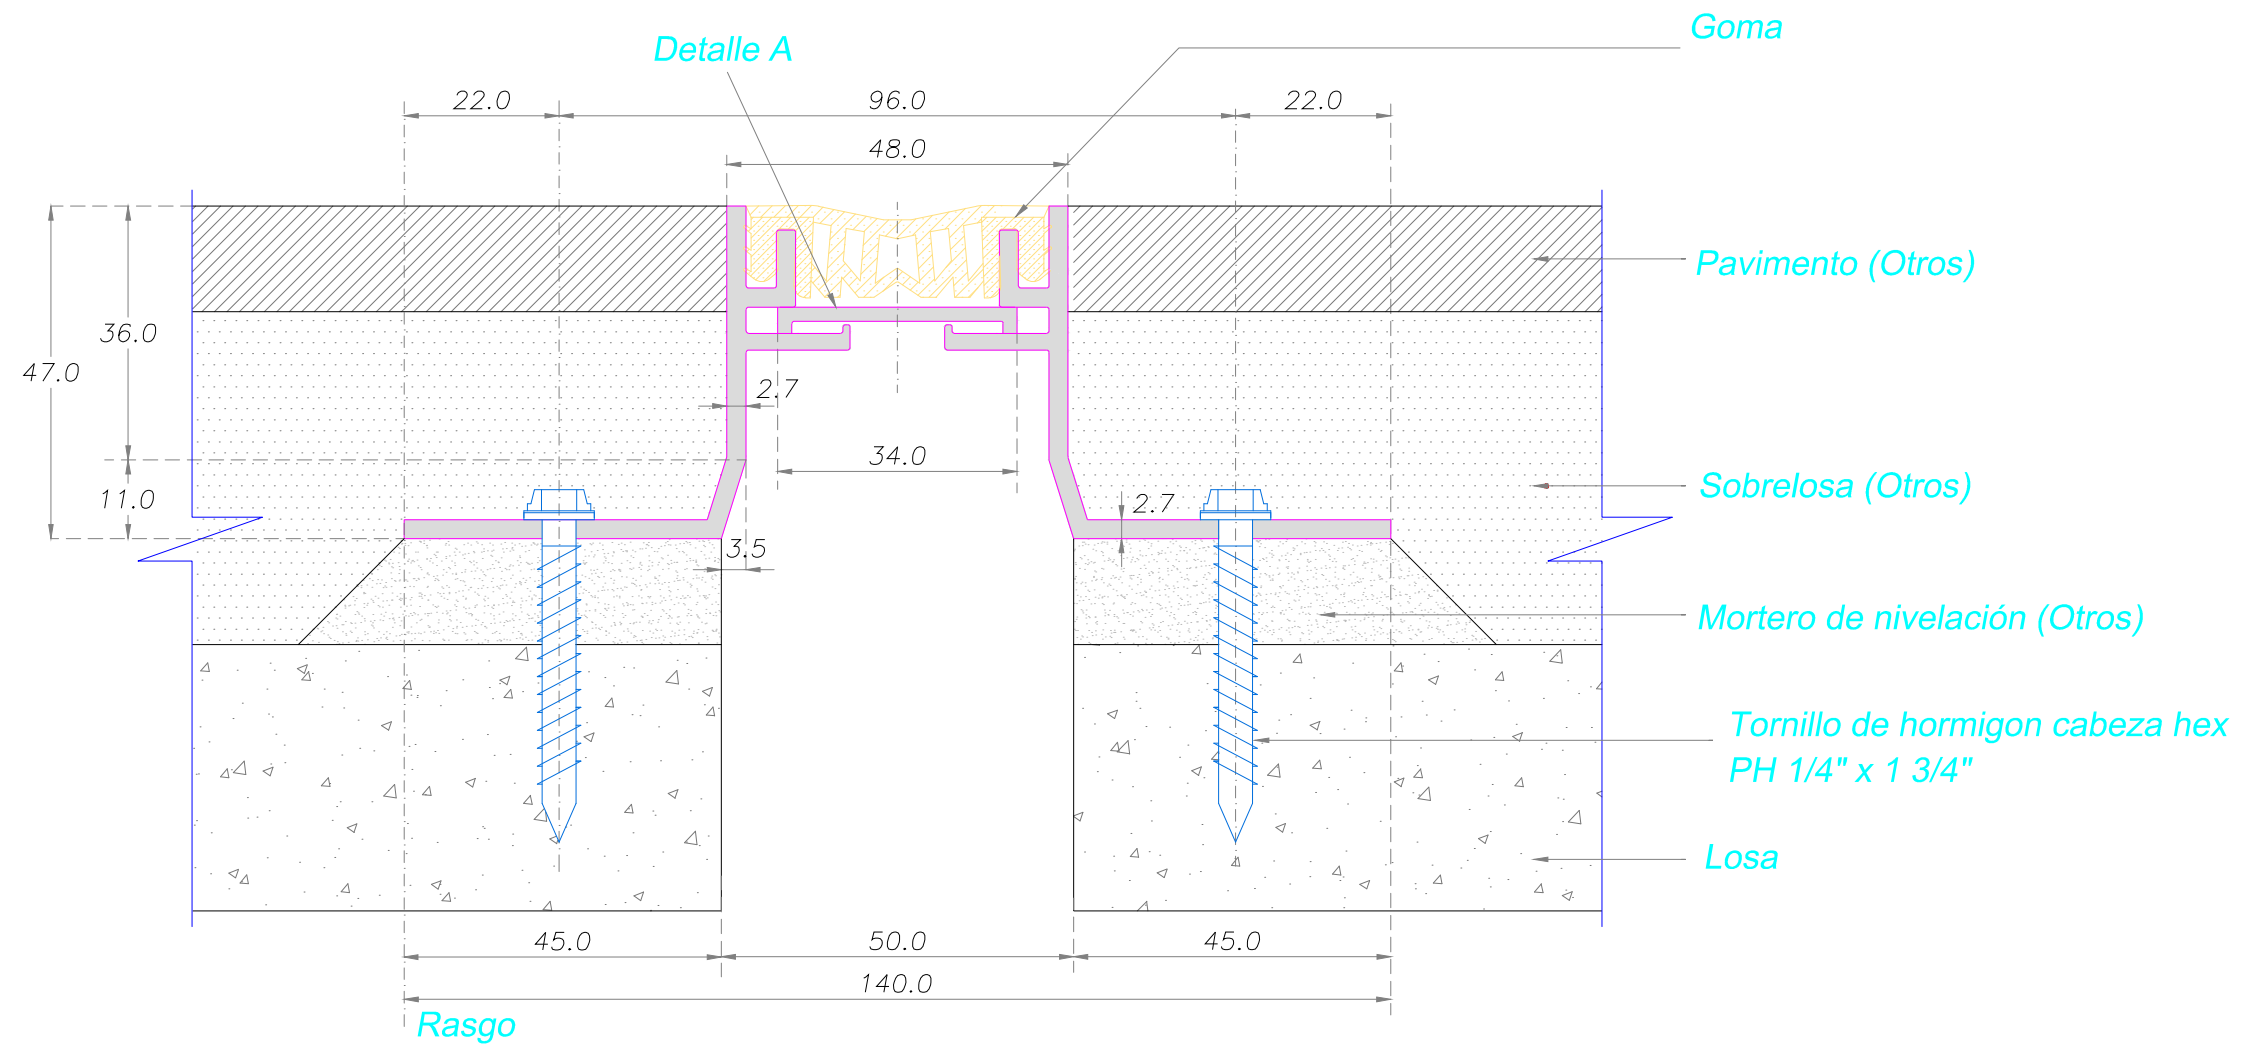 Goma
Detalle A
22.0
96.0
22.0
48.0
Pavimento (Otros)
36.0
47.0
2.7
34.0
11.0
Sobrelosa (Otros)
2.7
3.5
Mortero de nivelación (Otros)
Tornillo de hormigon cabeza hex
PH 1/4" x 1 3/4"
Losa
45.0
50.0
45.0
140.0
Rasgo